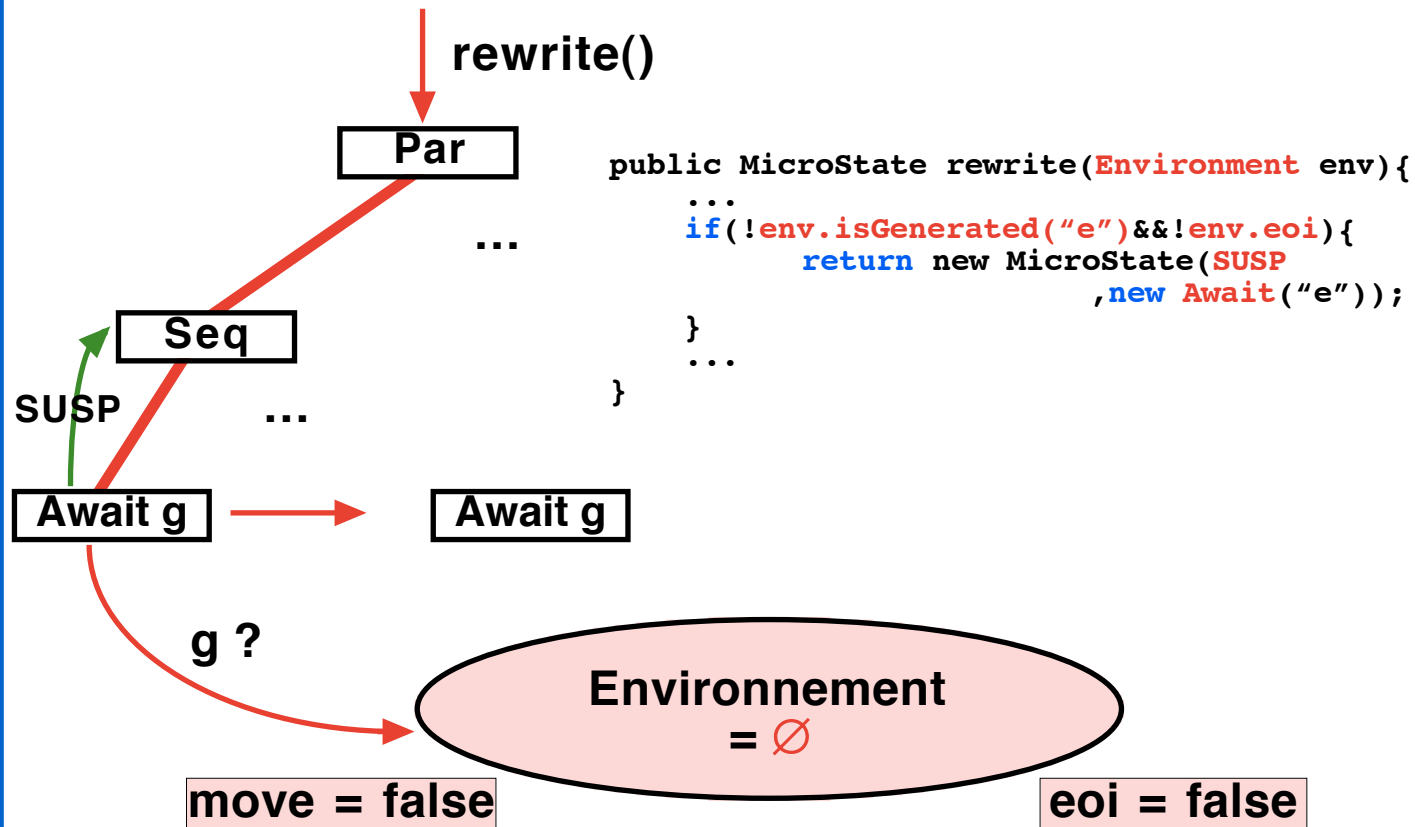 rewrite()
Par
public MicroState rewrite(Environment env){
...
...
if(!env.isGenerated(“e”)&&!env.eoi){
return new MicroState(SUSP
,new Await(“e”));
Seq
}
...
SUSP
...
}
Await g
Await g
g ?
Environnement
= ∅
move = false
eoi = false